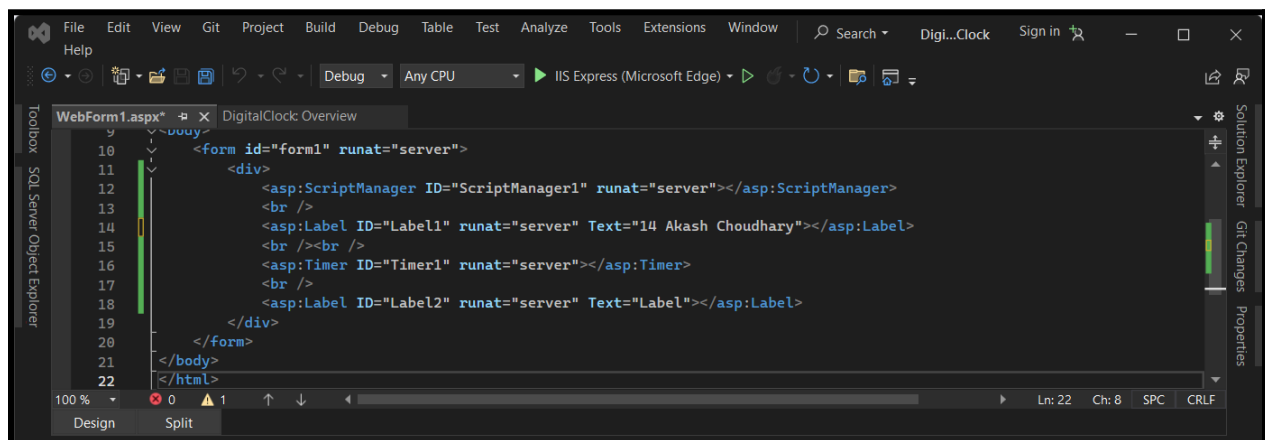 File Edit View Git Project Build Debug Table Test Analyze Tools Extensions Window Search Digi...Clock Sign in
Help
Debug Any CPU IIS Express (Microsoft Edge)
Toolbox
SQL Server Object Explorer
WebForm1.aspx* DigitalClock: Overview
9 <body>
10 <form id="form1" runat="server">
11 <div>
12 <asp:ScriptManager ID="ScriptManager1" runat="server"></asp:ScriptManager>
13 <br />
14 <asp:Label ID="Label1" runat="server" Text="14 Akash Choudhary"></asp:Label>
15 <br /><br />
16 <asp:Timer ID="Timer1" runat="server"></asp:Timer>
17 <br />
18 <asp:Label ID="Label2" runat="server" Text="Label"></asp:Label>
19 </div>
20 </form>
21 </body>
22 </html>
100 % 0 1 Ln: 22 Ch: 8 SPC CRLF
Design Split
Solution Explorer
Git Changes
Properties